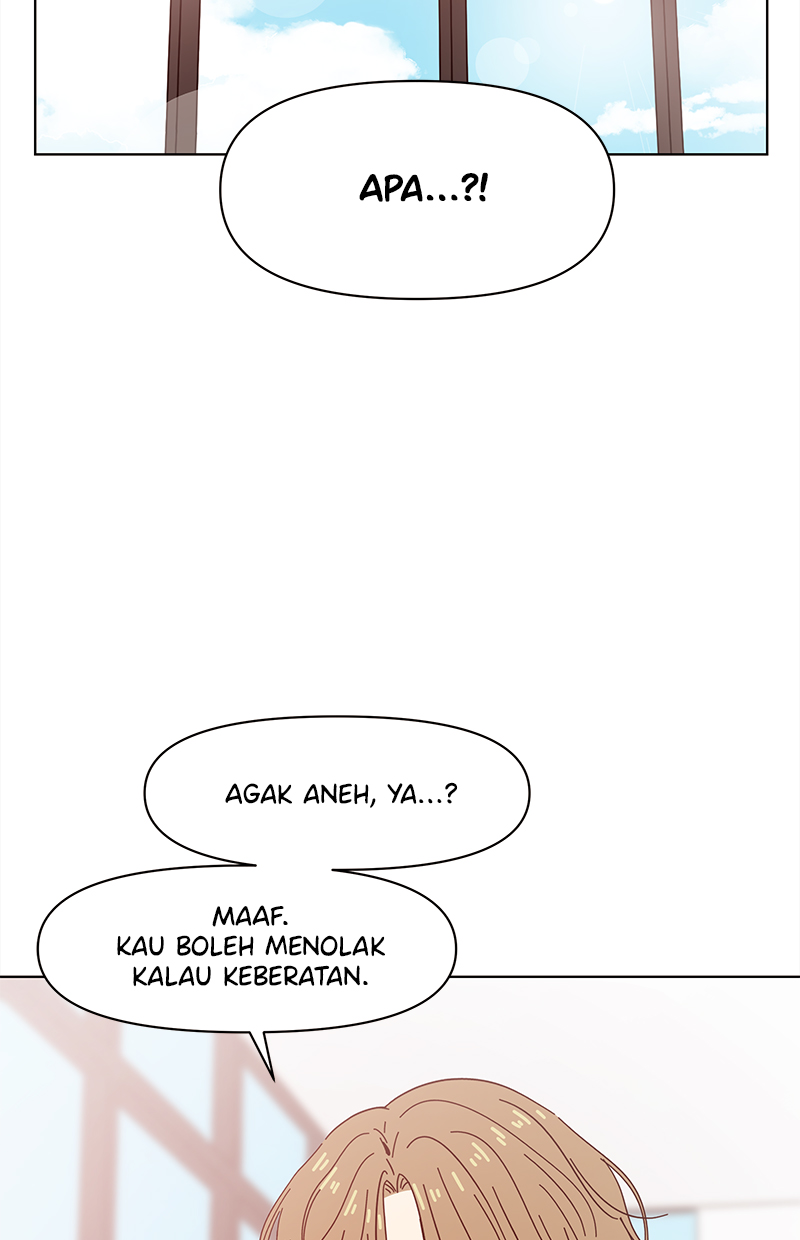 APA...?!
AGAK ANEH, YA...?
MAAF.
KAU BOLEH MENOLAK
KALAU KEBERATAN.